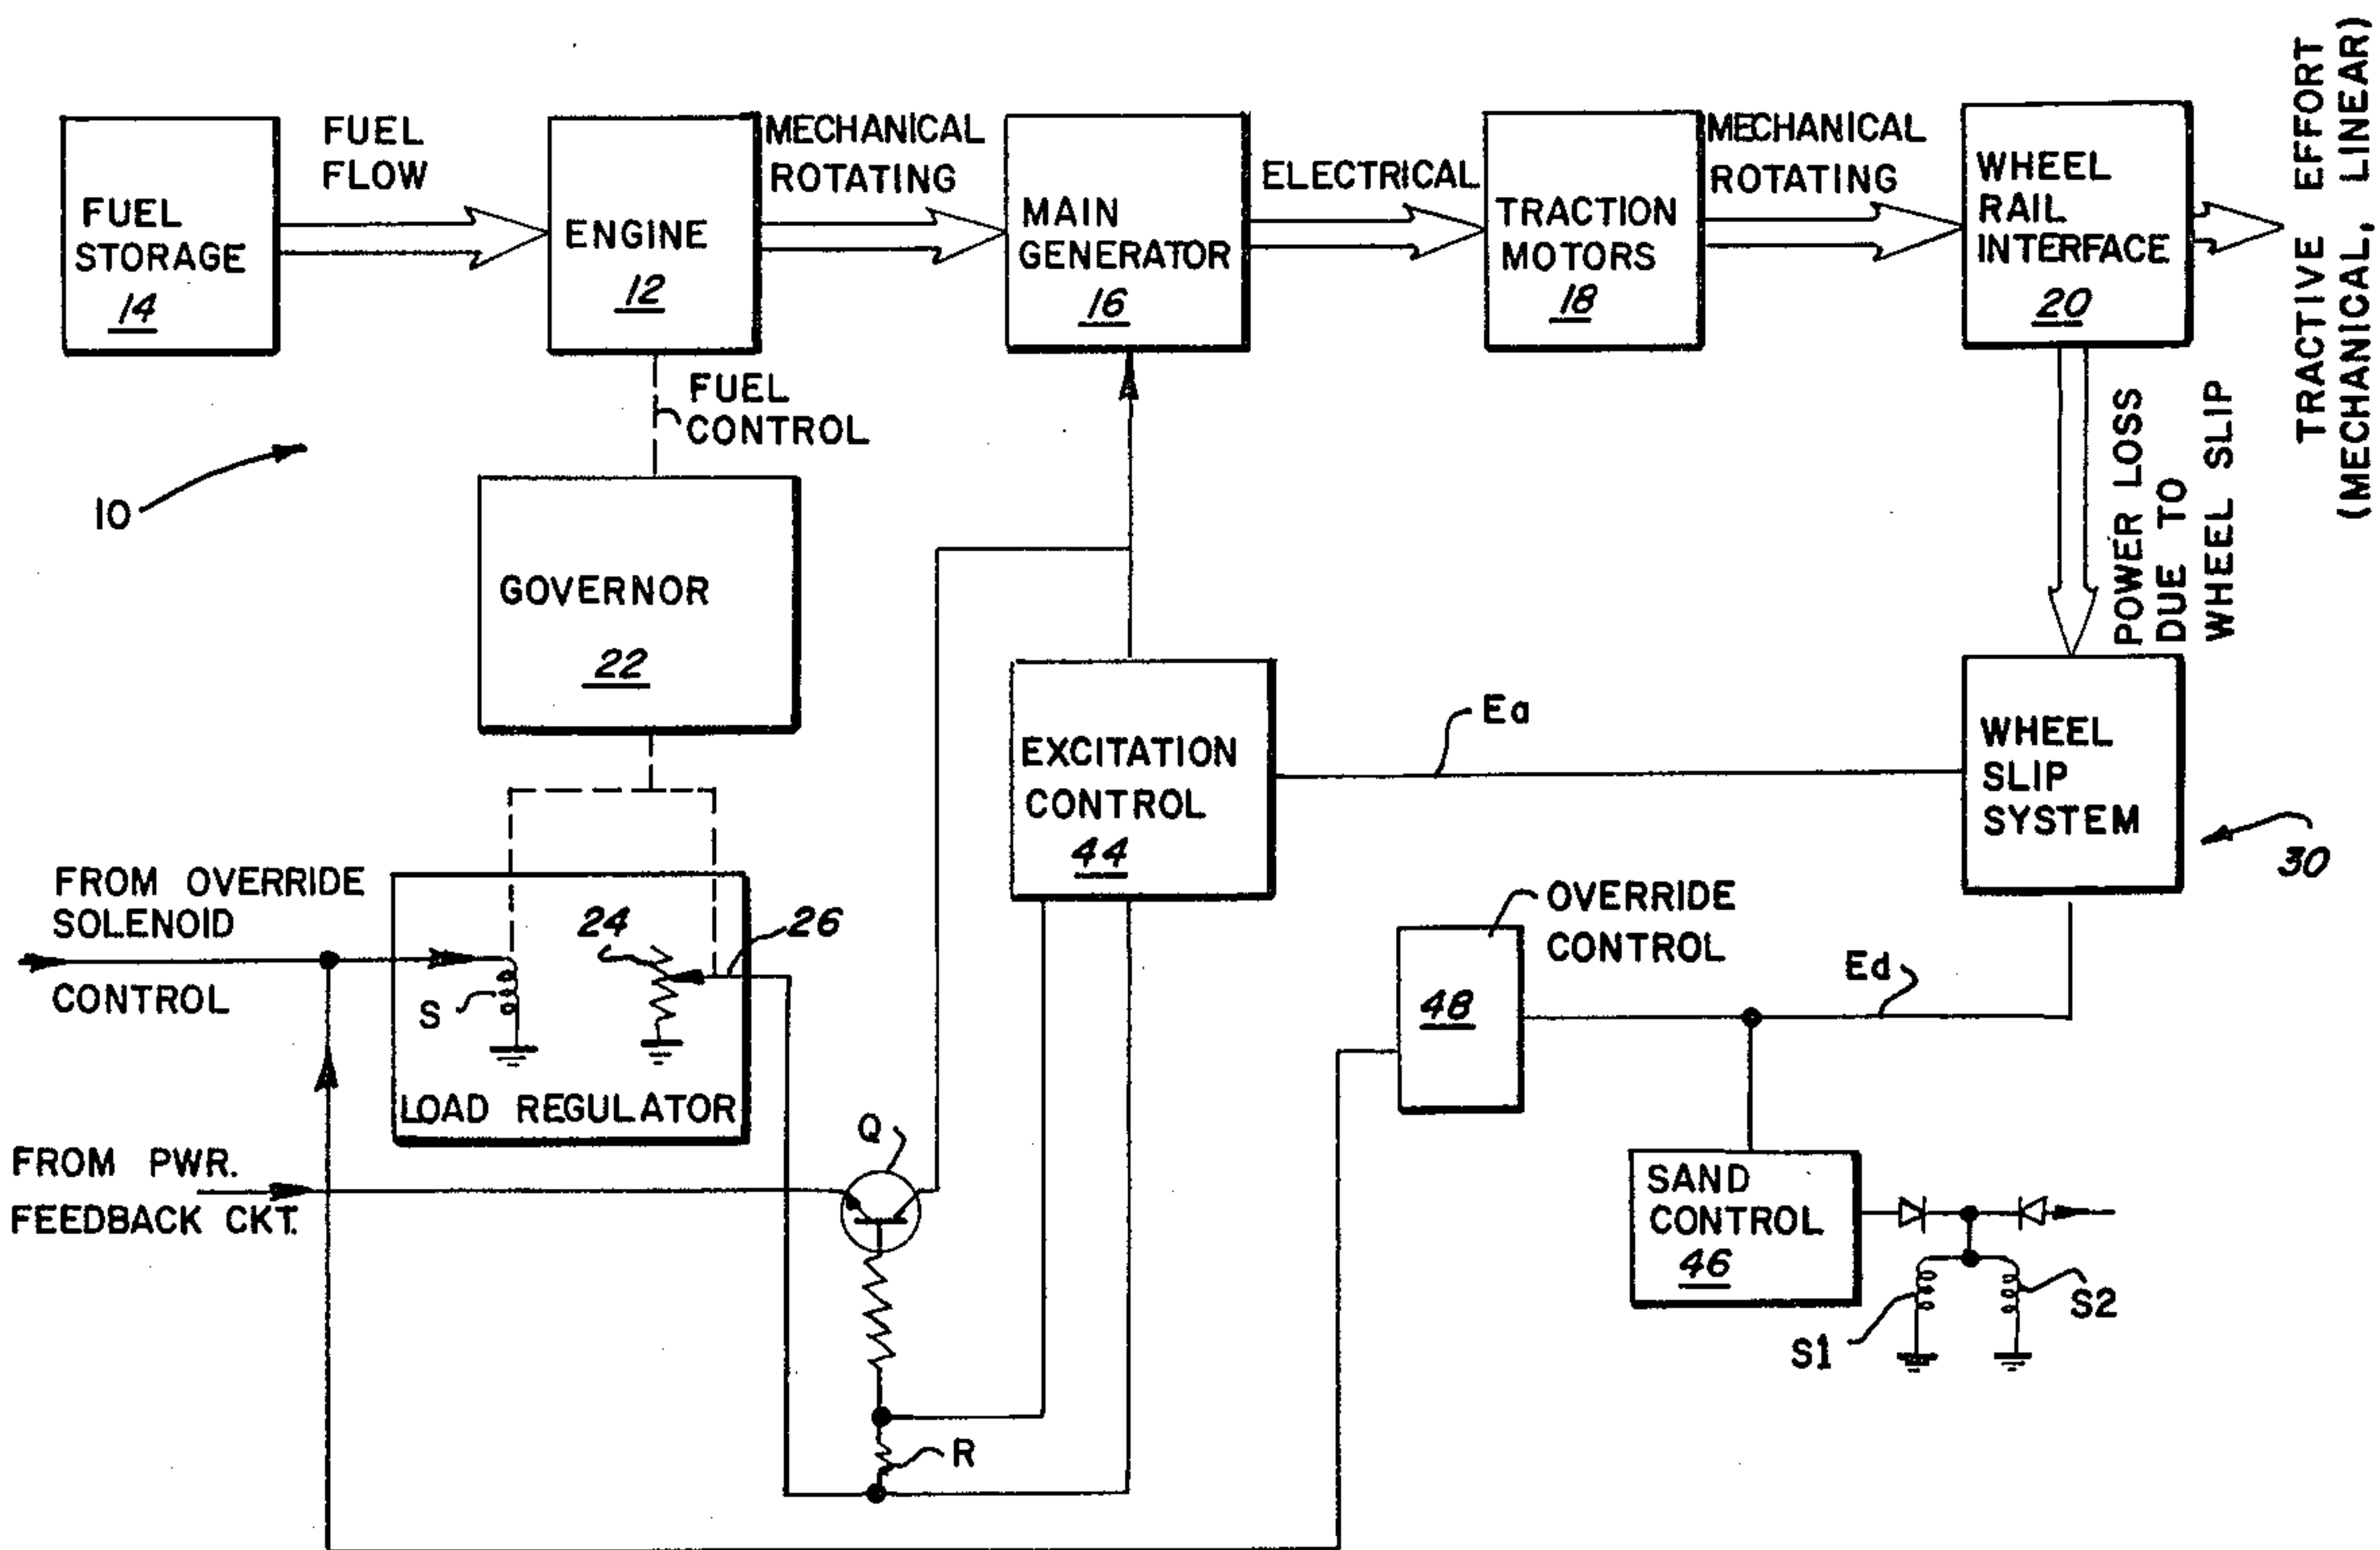 FUEL
STORAGE
14
FUEL
FLOW
ENGINE
12
MECHANICAL
ROTATING
MAIN
GENERATOR
16
ELECTRICAL
TRACTION
MOTORS
18
MECHANICAL
ROTATING
WHEEL
RAIL
INTERFACE
20
TRACTIVE EFFORT
(MECHANICAL, LINEAR)
FUEL
CONTROL
10
GOVERNOR
22
POWER LOSS
DUE TO
WHEEL SLIP
EXCITATION
CONTROL
44
Ea
WHEEL
SLIP
SYSTEM
30
FROM OVERRIDE
SOLENOID
CONTROL
24
26
S
LOAD REGULATOR
OVERRIDE
CONTROL
48
Ed
FROM PWR.
FEEDBACK CKT.
Q
SAND
CONTROL
46
S1
S2
R